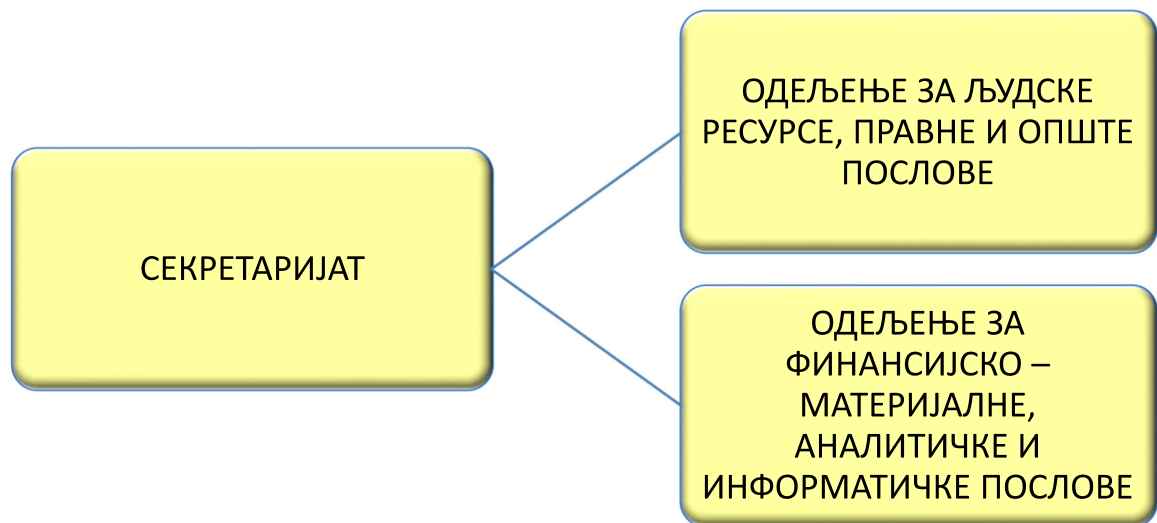 СЕКРЕТАРИЈАТ
ОДЕЉЕЊЕ ЗА ЉУДСКЕ
РЕСУРСЕ, ПРАВНЕ И ОПШТЕ
ПОСЛОВЕ
ОДЕЉЕЊЕ ЗА
ФИНАНСИЈСКО –
МАТЕРИЈАЛНЕ,
АНАЛИТИЧКЕ И
ИНФОРМАТИЧКЕ ПОСЛОВЕ